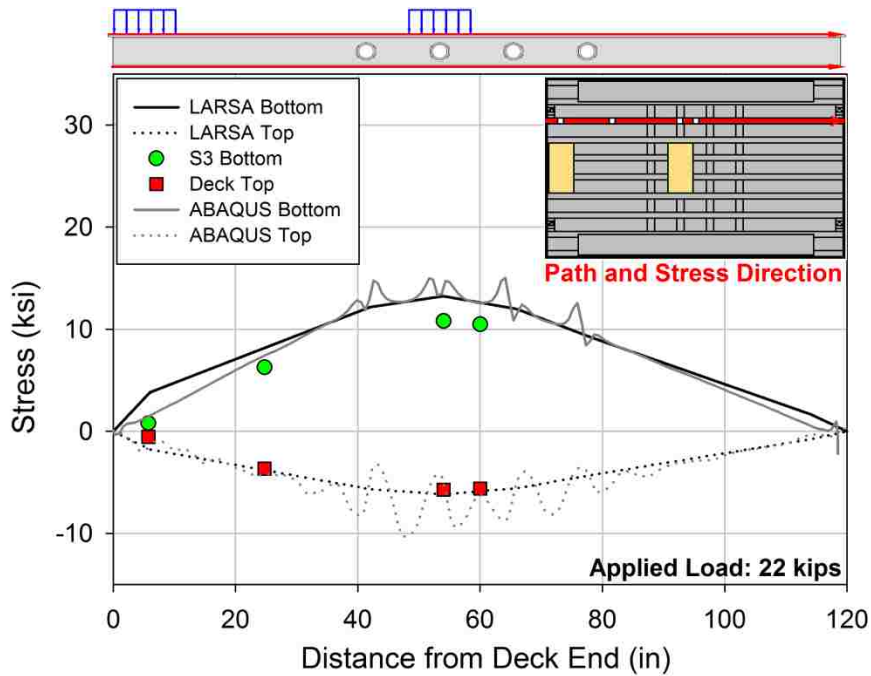 LARSA Bottom
LARSA Top
S3 Bottom
Deck Top
ABAQUS Bottom
ABAQUS Top
Path and Stress Direction
30
20
10
0
-10
Stress (ksi)
Applied Load: 22 kips
0 20 40 60 80 100 120
Distance from Deck End (in)